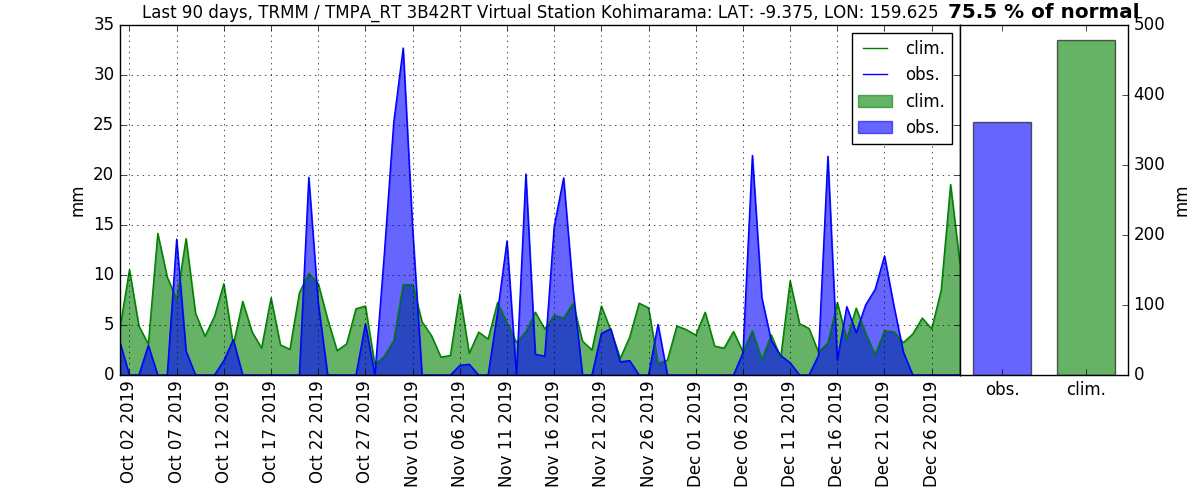 Last 90 days, TRMM / TMPA_RT 3B42RT Virtual Station Kohimarama: LAT: -9.375, LON: 159.625 75.5 % of normal
35
30
25
20
15
10
5
0
mm
clim.
obs.
clim.
obs.
500
400
300
200
100
0
mm
obs.
clim.
Oct 02 2019
Oct 07 2019
Oct 12 2019
Oct 17 2019
Oct 22 2019
Oct 27 2019
Nov 01 2019
Nov 06 2019
Nov 11 2019
Nov 16 2019
Nov 21 2019
Nov 26 2019
Dec 01 2019
Dec 06 2019
Dec 11 2019
Dec 16 2019
Dec 21 2019
Dec 26 2019